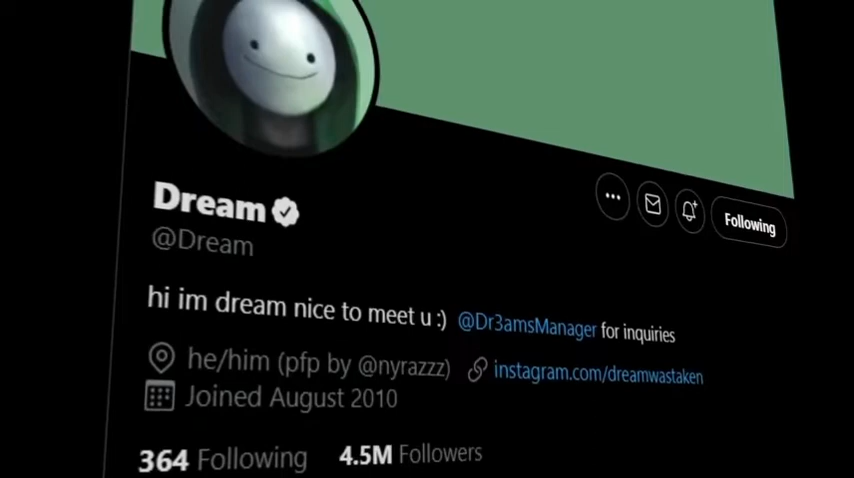 Following
Dream
@Dream
hi im dream nice to meet u :) @Dr3amsManager for inquiries
he/him (pfp by @nyrazzz) instagram.com/dreamwastaken
Joined August 2010
364 Following 4.5M Followers